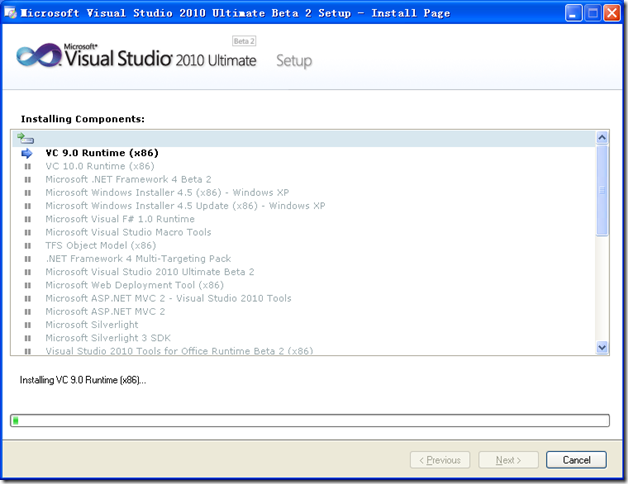 Microsoft Visual Studio 2010 Ultimate Beta 2 Setup - Install Page
Beta 2
Microsoft®
Visual Studio® 2010 Ultimate Setup
Installing Components:
VC 9.0 Runtime (x86)
VC 10.0 Runtime (x86)
Microsoft .NET Framework 4 Beta 2
Microsoft Windows Installer 4.5 (x86) - Windows XP
Microsoft Windows Installer 4.5 Update (x86) - Windows XP
Microsoft Visual F# 1.0 Runtime
Microsoft Visual Studio Macro Tools
TFS Object Model (x86)
.NET Framework 4 Multi-Targeting Pack
Microsoft Visual Studio 2010 Ultimate Beta 2
Microsoft Web Deployment Tool (x86)
Microsoft ASP.NET MVC 2 - Visual Studio 2010 Tools
Microsoft ASP.NET MVC 2
Microsoft Silverlight
Microsoft Silverlight 3 SDK
Visual Studio 2010 Tools for Office Runtime Beta 2 (x86)
Installing VC 9.0 Runtime (x86)...
< Previous Next > Cancel